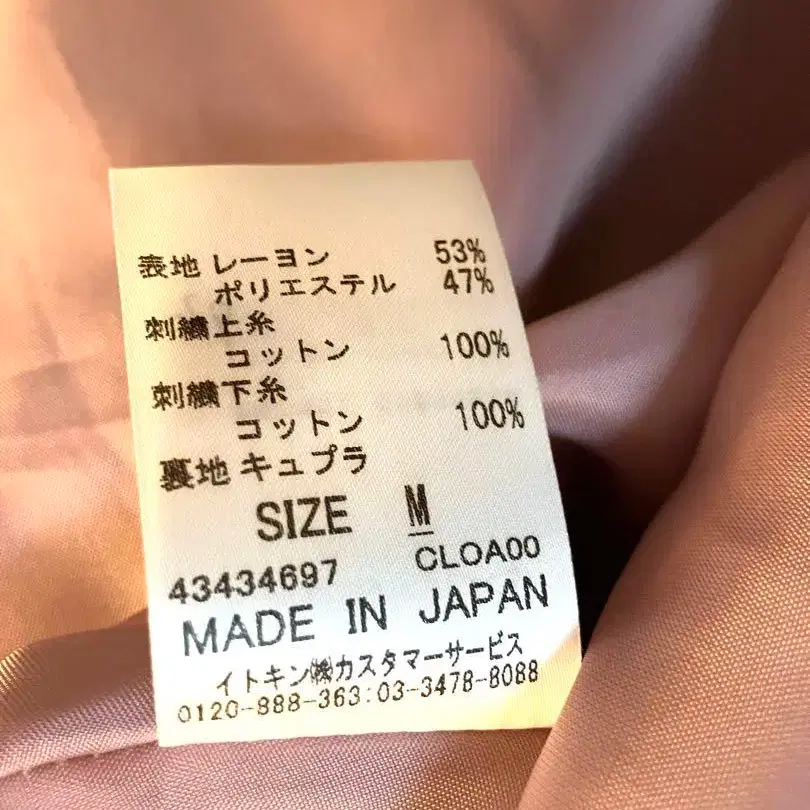 表地 レーヨン 53%
ポリエステル 47%
刺繍上糸
コットン 100%
刺繍下糸
コットン 100%
裏地 キュプラ
SIZE M
43434697 CLOA00
MADE IN JAPAN
イトキン㈱カスタマーサービス
0120-888-363:03-3478-8088